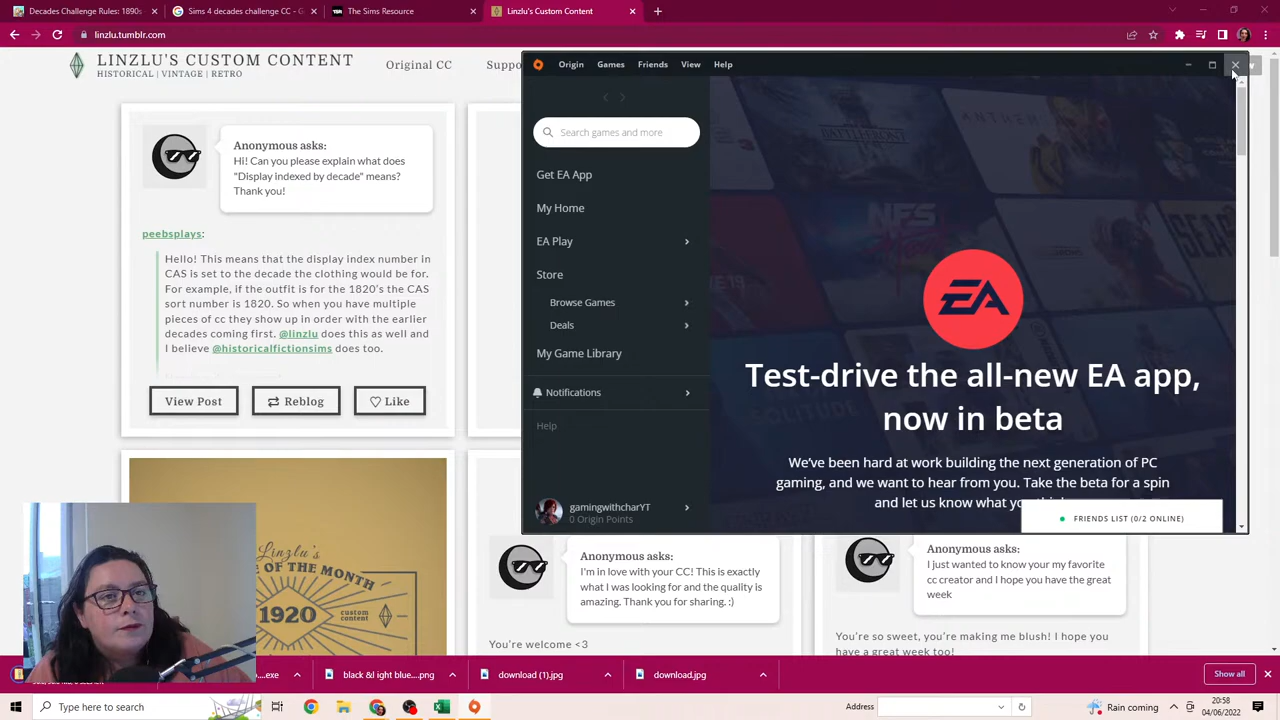 Decades Challenges: 1890s
Sims 4 decades challenge CC - G
TSR
The Sims Resource
Linzlu's Custom Content
linzlu.tumblr.com
LINZLU'S CUSTOM CONTENT
HISTORICAL | VINTAGE | RETRO
Original CC
Suppo
Origin
Games
Friends
View
Help
Search games and more
Get EA App
My Home
EA Play
Store
Browse Games
Deals
My Game Library
Notifications
Help
gamingwithcharYT
0 Origin Points
EA
Test-drive the all-new EA app,
now in beta
We've been hard at work building the next generation of PC
gaming, and we want to hear from you. Take the beta for a spin
and let us know what yo
FRIENDS LIST (0/2 ONLINE)
Anonymous asks:
Hi! Can you please explain what does
"Display indexed by decade" means?
Thank you!
peebsplays:
Hello! This means that the display index number in
CAS is set to the decade the clothing would be for.
For example, if the outfit is for the 1820's the CAS
sort number is 1820. So when you have multiple
pieces of cc they show up in order with the earlier
decades coming first. @linzlu does this as well and
I believe @historicalfictionsims does too.
View Post
Reblog
Like
Linzlu's
E OF THE MONTH
1920
custom
content
Anonymous asks:
I'm in love with your CC! This is exactly
what I was looking for and the quality is
amazing. Thank you for sharing. :)
You're welcome <3
Anonymous asks:
I just wanted to know your my favorite
cc creator and I hope you have the great
week
You're so sweet, you're making me blush! I hope you
have a great week too!
....exe
black &l ight blue....png
download (1).jpg
download.jpg
Show all
Type here to search
Address
Rain coming
20:58
04/06/2022